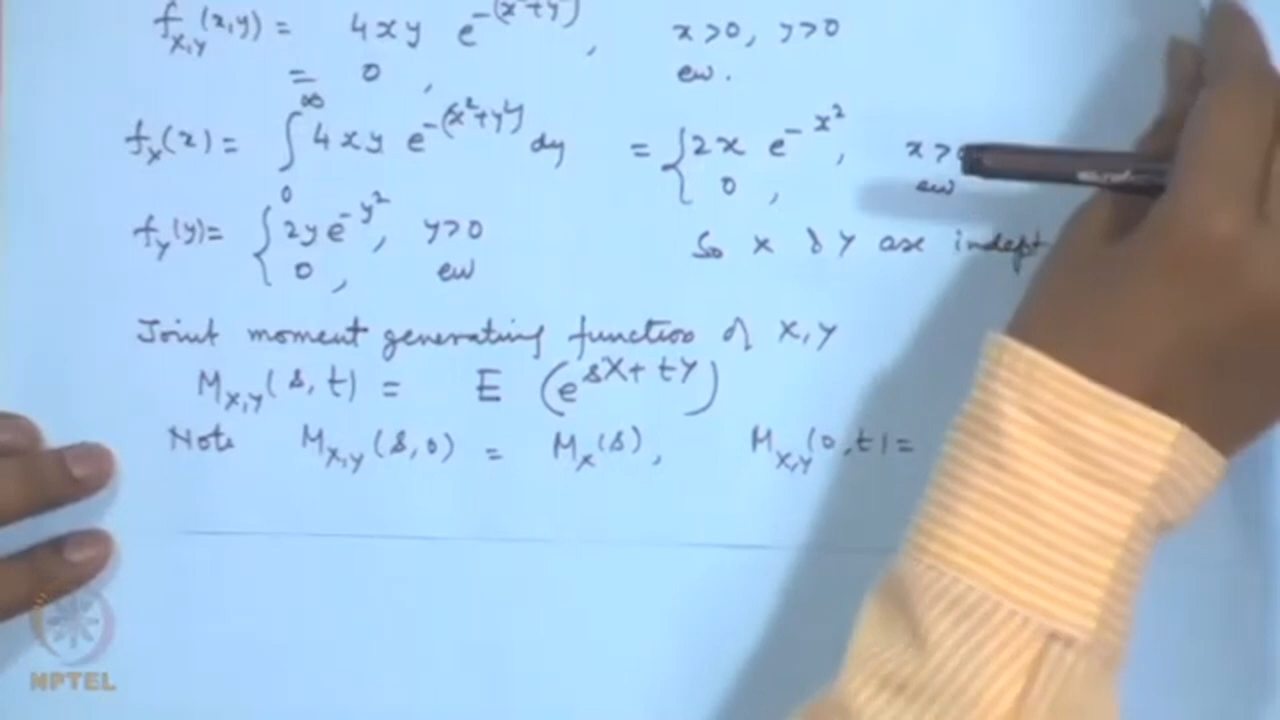 f_{X,Y}(x,y) = 4xy e^{-(x²+y²)}, x>0, y>0
= 0, ew.
f_X(x) = ∫_0^∞ 4xy e^{-(x²+y²)} dy = { 2x e^{-x²}, x>0
0, ew
f_Y(y) = { 2y e^{-y²}, y>0
0, ew
So X & Y are indept
Joint moment generating function of X,Y
M_{X,Y}(s,t) = E (e^{sX+tY})
Note M_{X,Y}(s,0) = M_X(s), M_{X,Y}(0,t) =
NPTEL